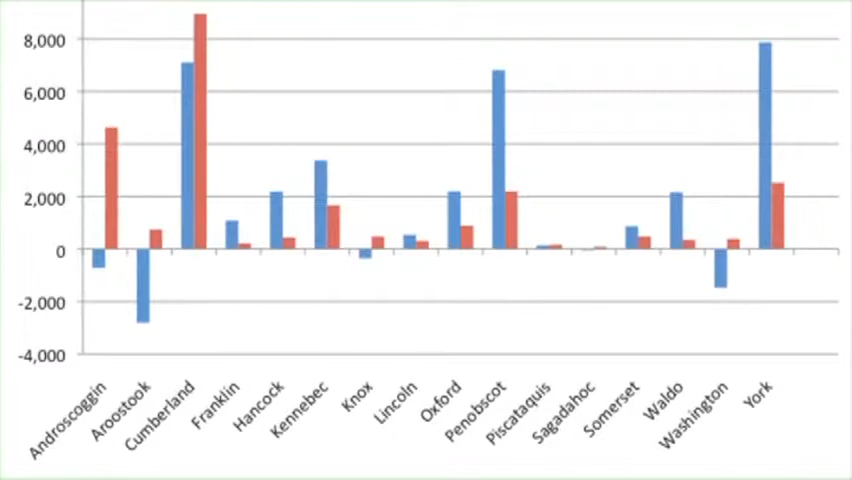 8,000
6,000
4,000
2,000
0
-2,000
-4,000
Androscoggin
Aroostook
Cumberland
Franklin
Hancock
Kennebec
Knox
Lincoln
Oxford
Penobscot
Piscataquis
Sagadahoc
Somerset
Waldo
Washington
York